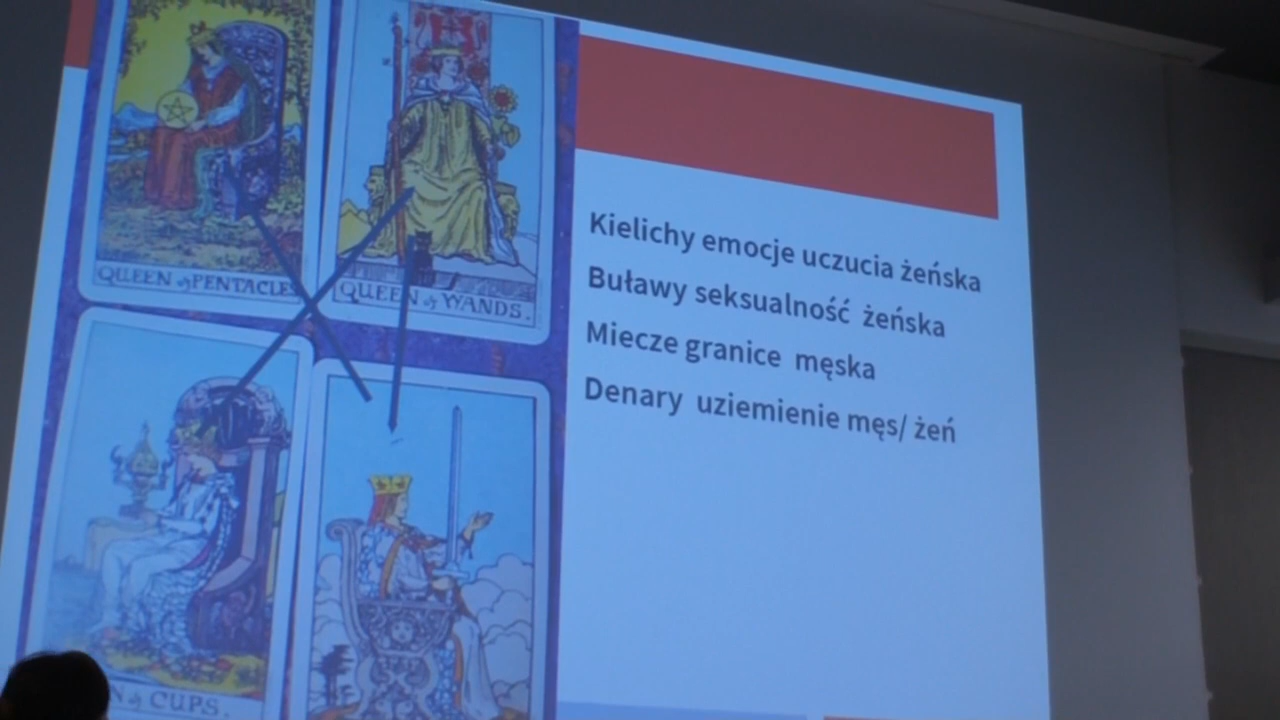 QUEEN of PENTACLES
QUEEN of WANDS.
OF CUPS.
Kielichy emocje uczucia żeńska
Buławy seksualność żeńska
Miecze granice męska
Denary uziemienie męs/ żeń